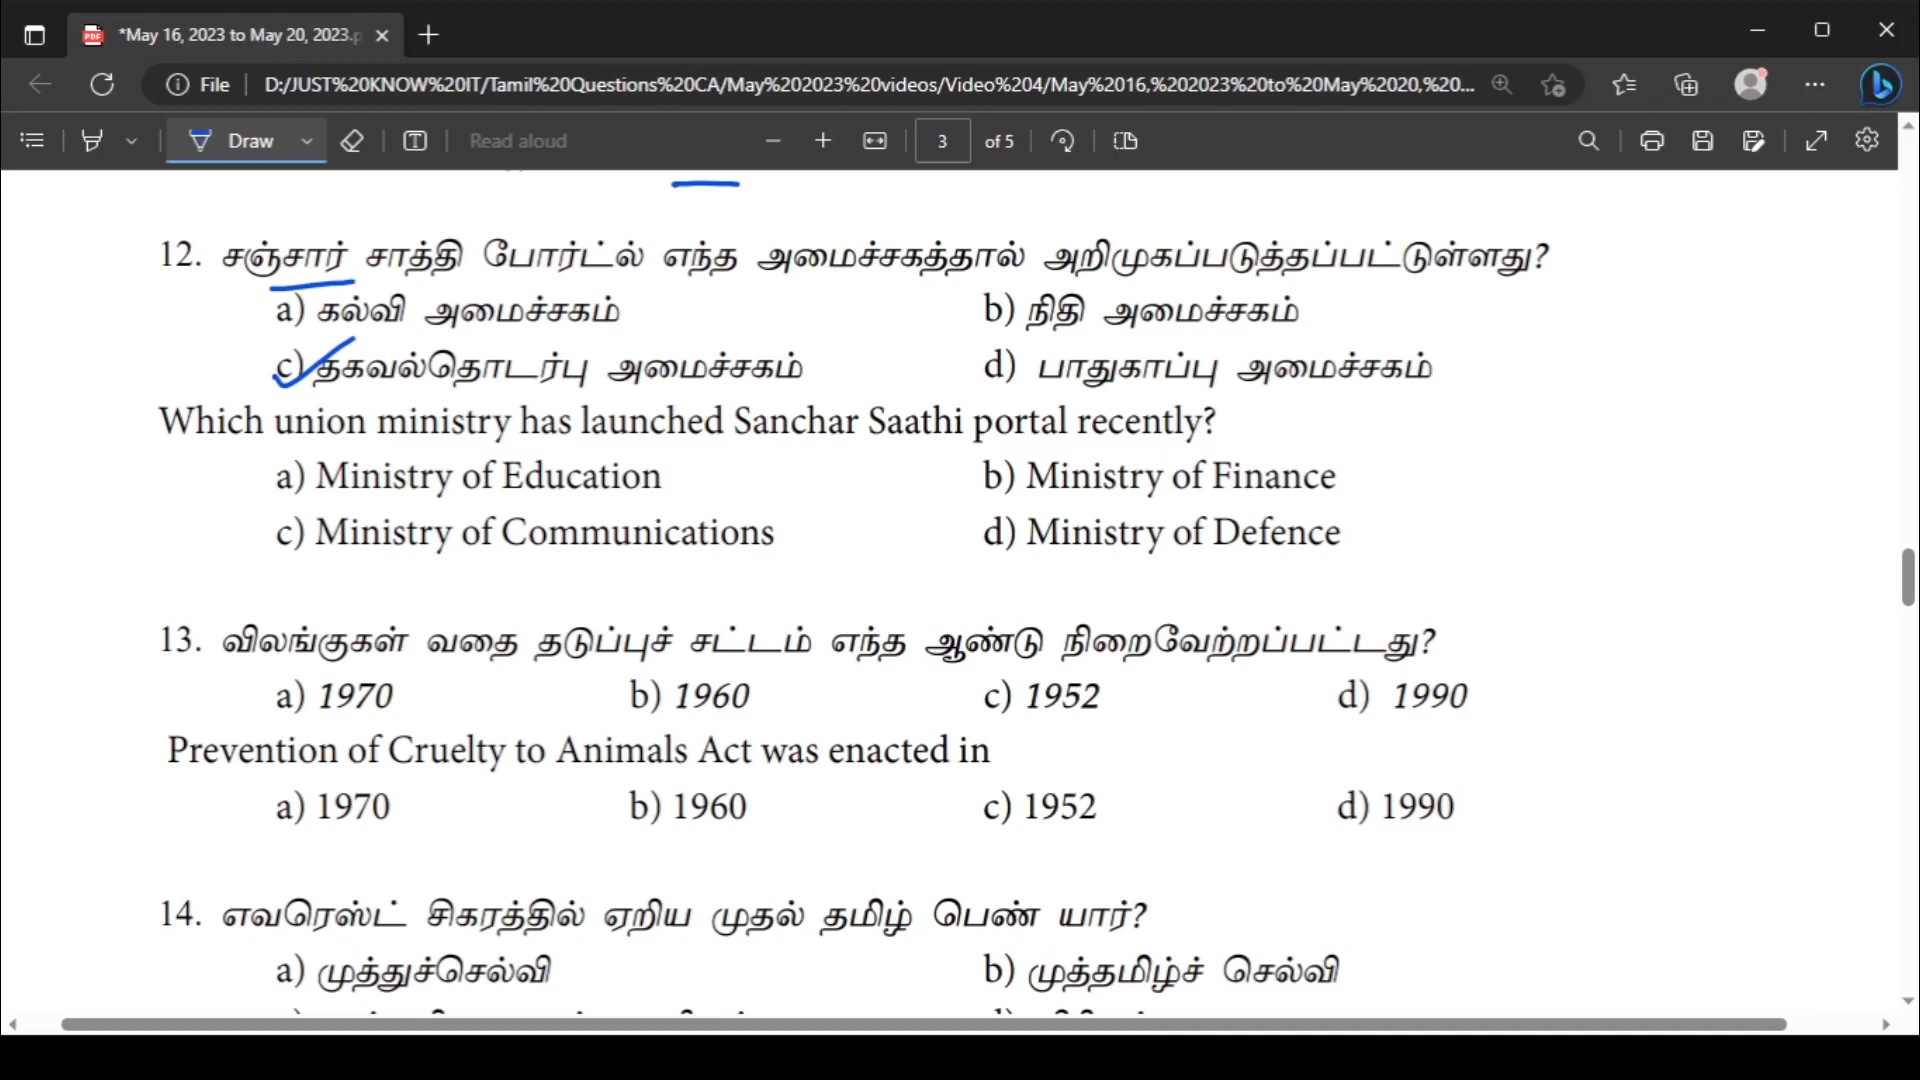 *May 16, 2023 to May 20, 2023.p
File D:/JUST%20KNOW%20IT/Tamil%20Questions%20CA/May%202023%20videos/Video%204/May%2016,%202023%20to%20May%2020,%20...
Draw Read aloud 3 of 5
12. சஞ்சார் சாத்தி போர்ட்ல் எந்த அமைச்சகத்தால் அறிமுகப்படுத்தப்பட்டுள்ளது?
a) கல்வி அமைச்சகம் b) நிதி அமைச்சகம்
c) தகவல்தொடர்பு அமைச்சகம் d) பாதுகாப்பு அமைச்சகம்
Which union ministry has launched Sanchar Saathi portal recently?
a) Ministry of Education b) Ministry of Finance
c) Ministry of Communications d) Ministry of Defence
13. விலங்குகள் வதை தடுப்புச் சட்டம் எந்த ஆண்டு நிறைவேற்றப்பட்டது?
a) 1970 b) 1960 c) 1952 d) 1990
Prevention of Cruelty to Animals Act was enacted in
a) 1970 b) 1960 c) 1952 d) 1990
14. எவரெஸ்ட் சிகரத்தில் ஏறிய முதல் தமிழ் பெண் யார்?
a) முத்துச்செல்வி b) முத்தமிழ்ச் செல்வி